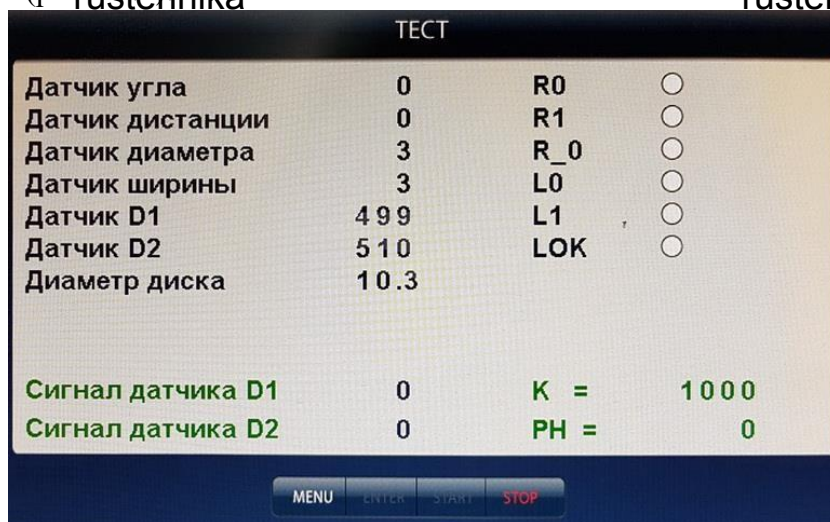 rustehnika
ТЕСТ
Датчик угла 0 R0
Датчик дистанции 0 R1
Датчик диаметра 3 R_0
Датчик ширины 3 L0
Датчик D1 499 L1
Датчик D2 510 LOK
Диаметр диска 10.3
Сигнал датчика D1 0 K = 1000
Сигнал датчика D2 0 PH = 0
MENU ENTER START STOP